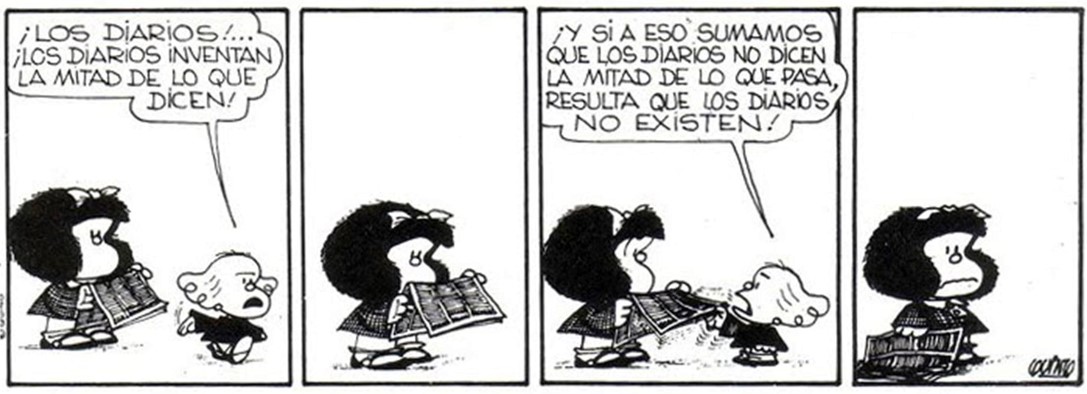 ¡LOS DIARIOS!...
¡LOS DIARIOS INVENTAN
LA MITAD DE LO QUE
DICEN!
¡Y SI A ESO SUMAMOS
QUE LOS DIARIOS NO DICEN
LA MITAD DE LO QUE PASA,
RESULTA QUE LOS DIARIOS
NO EXISTEN!
QUINO